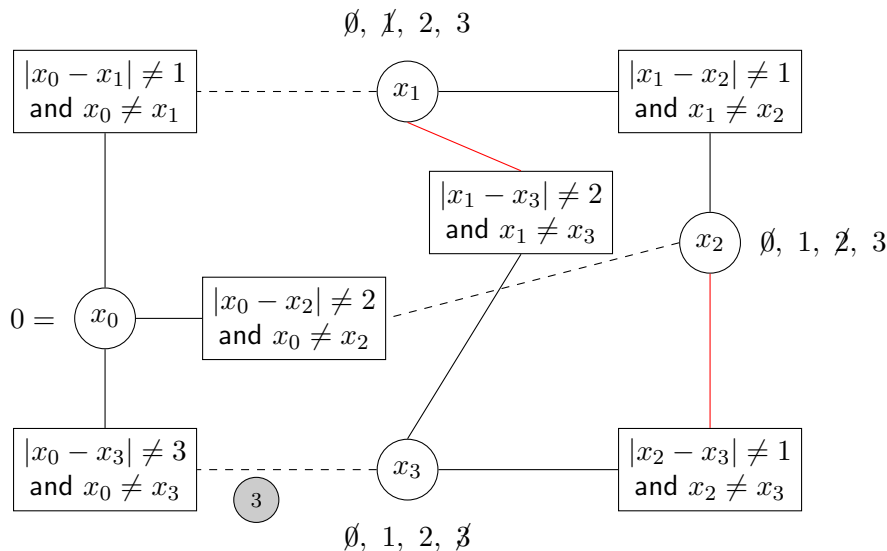 0̸, 1̸, 2, 3
|x₀ − x₁| ≠ 1
and x₀ ≠ x₁
x₁
|x₁ − x₂| ≠ 1
and x₁ ≠ x₂
|x₁ − x₃| ≠ 2
and x₁ ≠ x₃
x₂
0̸, 1, 2̸, 3
0 =
x₀
|x₀ − x₂| ≠ 2
and x₀ ≠ x₂
|x₀ − x₃| ≠ 3
and x₀ ≠ x₃
3
x₃
|x₂ − x₃| ≠ 1
and x₂ ≠ x₃
0̸, 1, 2, 3̸